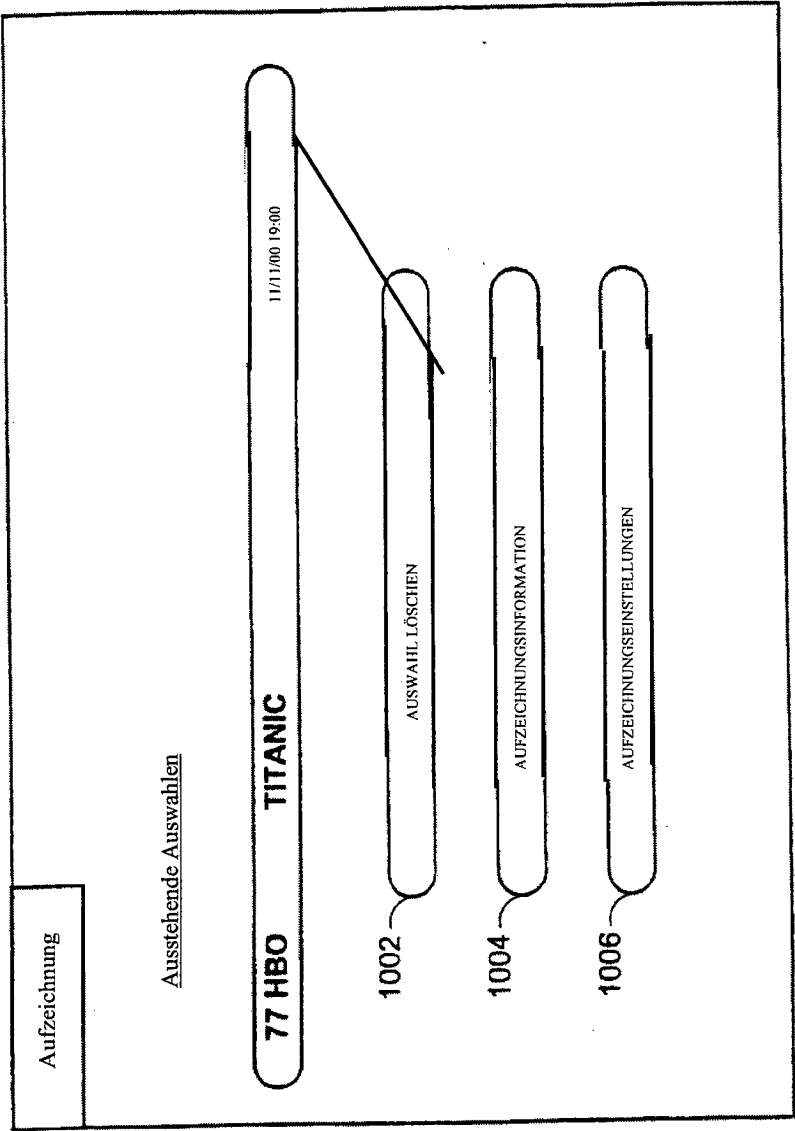 Aufzeichnung
Ausstehende Auswahlen
77 HBO TITANIC 11/11/00 19:00
1002 AUSWAHL LÖSCHEN
1004 AUFZEICHNUNGSINFORMATION
1006 AUFZEICHNUNGSEINSTELLUNGEN